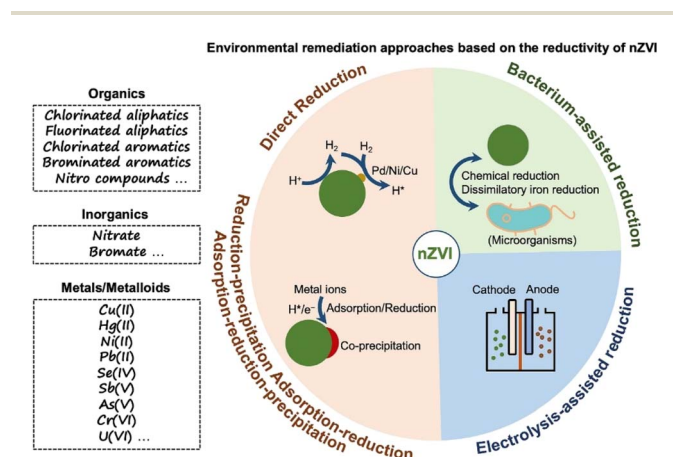 Environmental remediation approaches based on the reductivity of nZVI
Organics
Chlorinated aliphatics
Fluorinated aliphatics
Chlorinated aromatics
Brominated aromatics
Nitro compounds ...
Inorganics
Nitrate
Bromate ...
Metals/Metalloids
Cu(II)
Hg(II)
Ni(II)
Pb(II)
Se(IV)
Sb(V)
As(V)
Cr(VI)
U(VI) ...
Direct Reduction
H₂
H₂
Pd/Ni/Cu
H⁺
H*
Bacterium-assisted reduction
Chemical reduction
Dissimilatory iron reduction
(Microorganisms)
nZVI
Reduction-precipitation Adsorption-reduction
Adsorption-reduction-precipitation
Metal ions
H*/e⁻
Adsorption/Reduction
Co-precipitation
Cathode
Anode
Electrolysis-assisted reduction